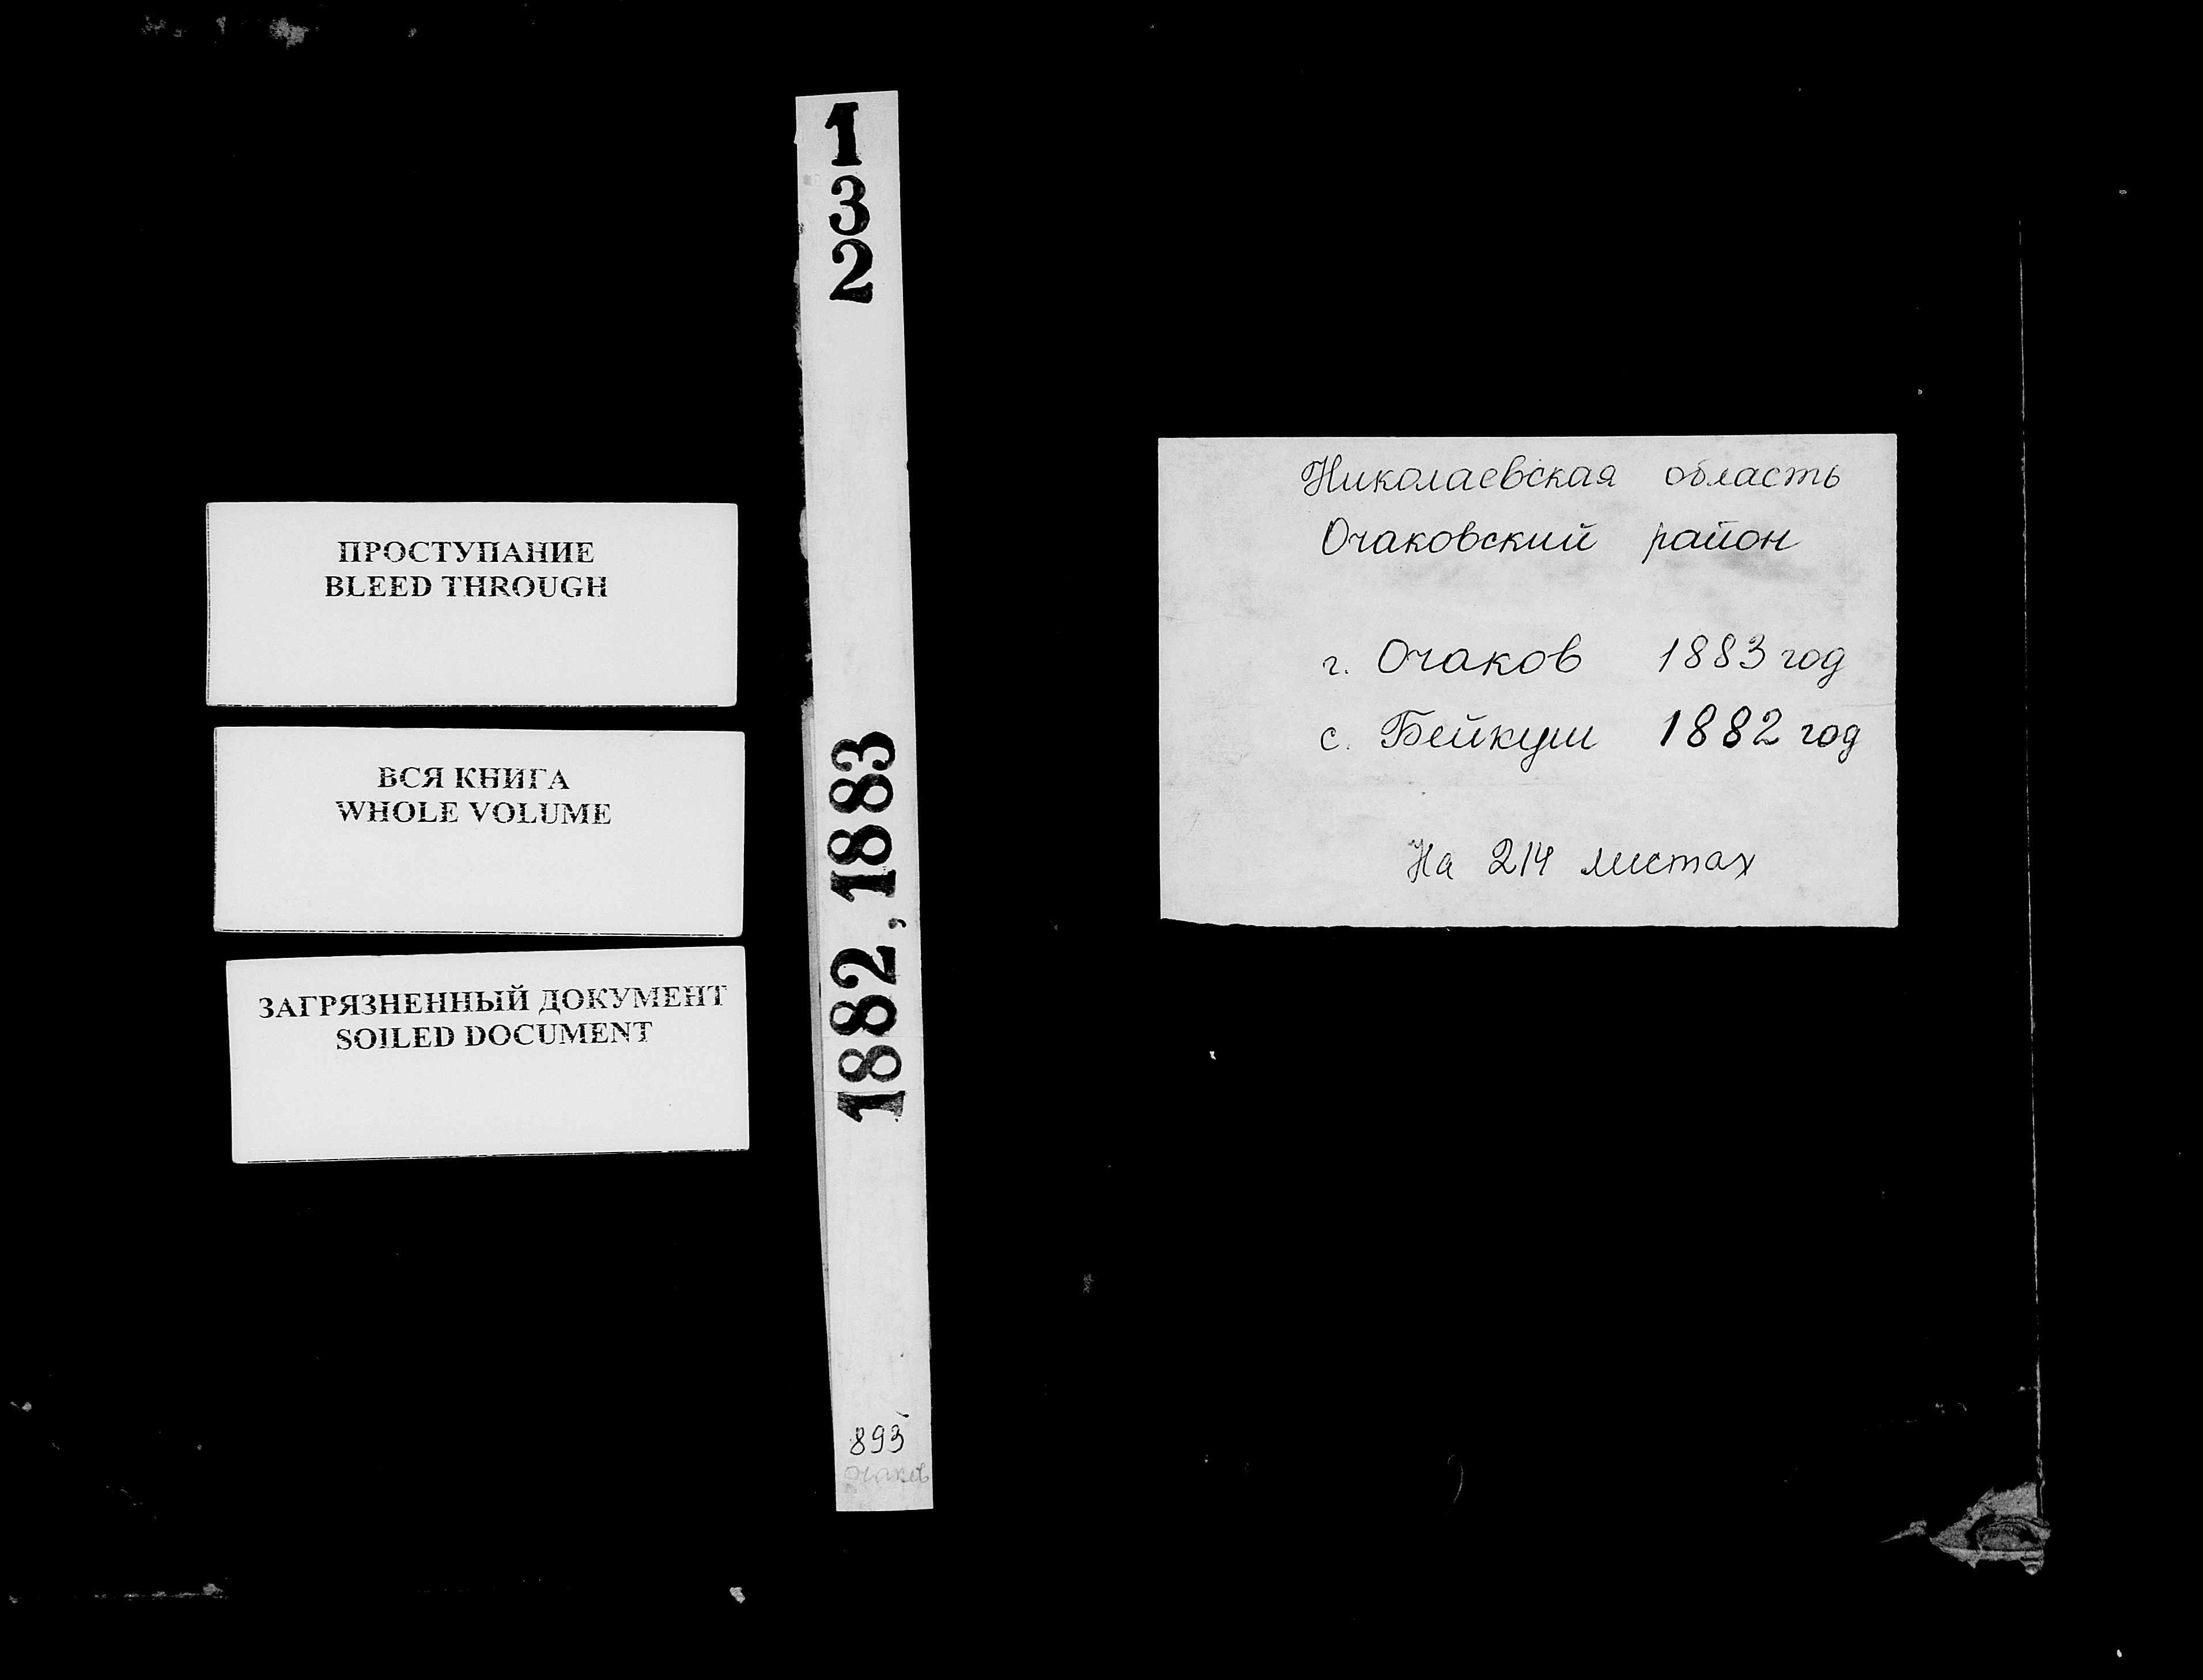 ПРОСТУПАНИЕ
BLEED THROUGH
ВСЯ КНИГА
WHOLE VOLUME
ЗАГРЯЗНЕННЫЙ ДОКУМЕНТ
SOILED DOCUMENT
1
3
2
1882, 1883
893
Очаков
Николаевская область
Очаковский район
г. Очаков 1883 год
с. Бейкуш 1882 год
На 214 листах